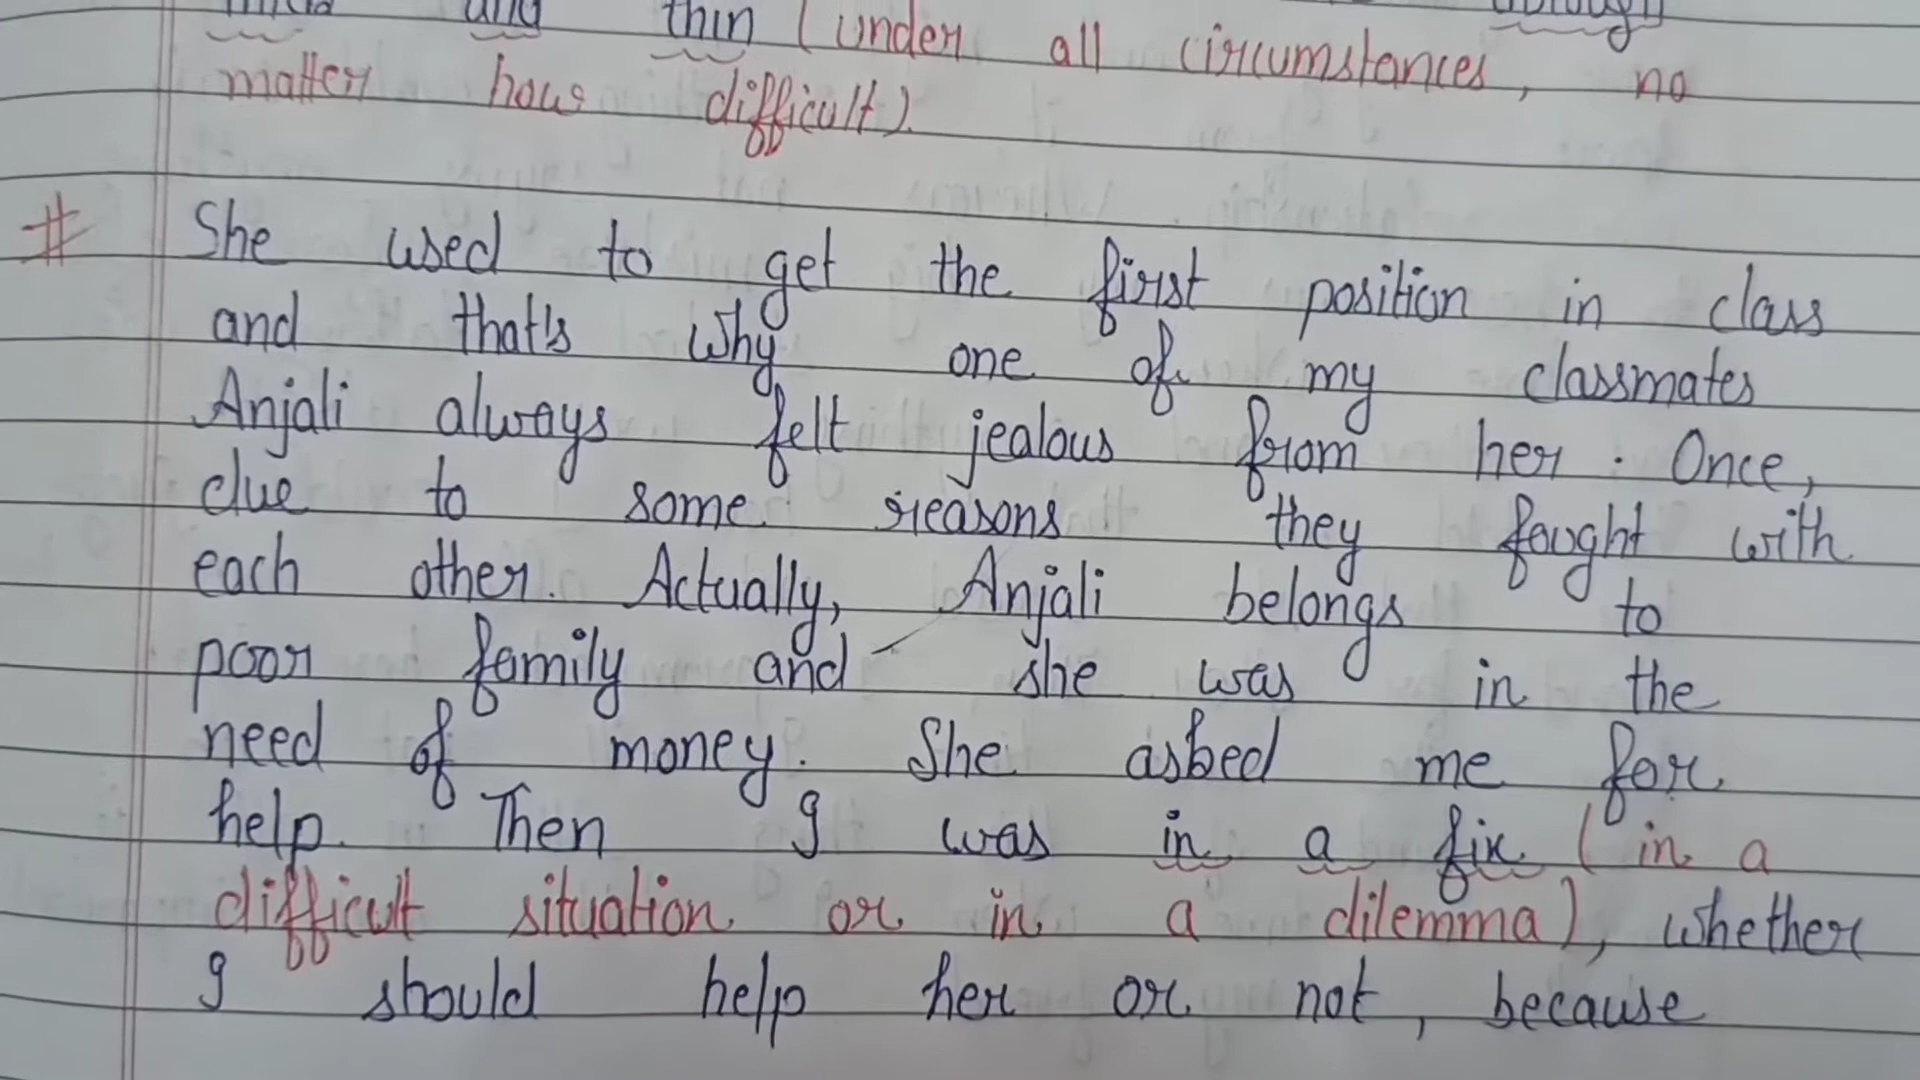 and thin (under all circumstances, no
matter how difficult).
# She used to get the first position in class
and that's why one of my classmates
Anjali always felt jealous from her. Once,
due to some reasons they fought with
each other. Actually, Anjali belongs to
poor family and she was in the
need of money. She asked me for
help. Then I was in a fix (in a
difficult situation or in a dilemma), whether
I should help her or not, because